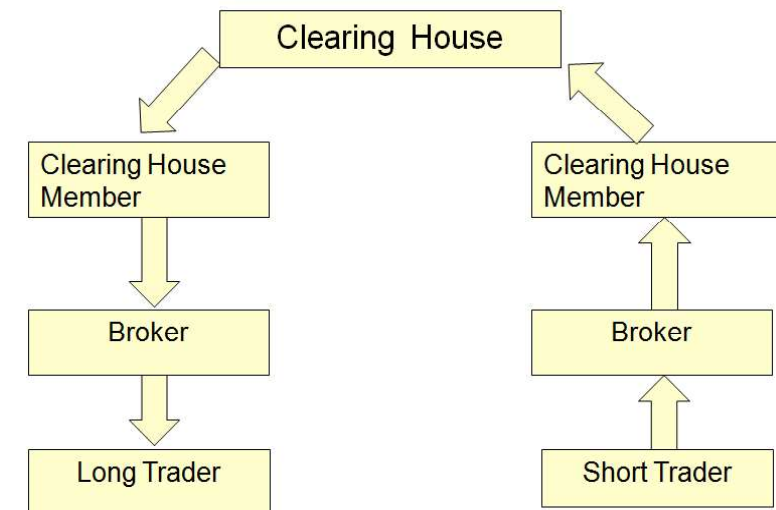 Clearing House
Clearing House
Member
Clearing House
Member
Broker
Broker
Long Trader
Short Trader